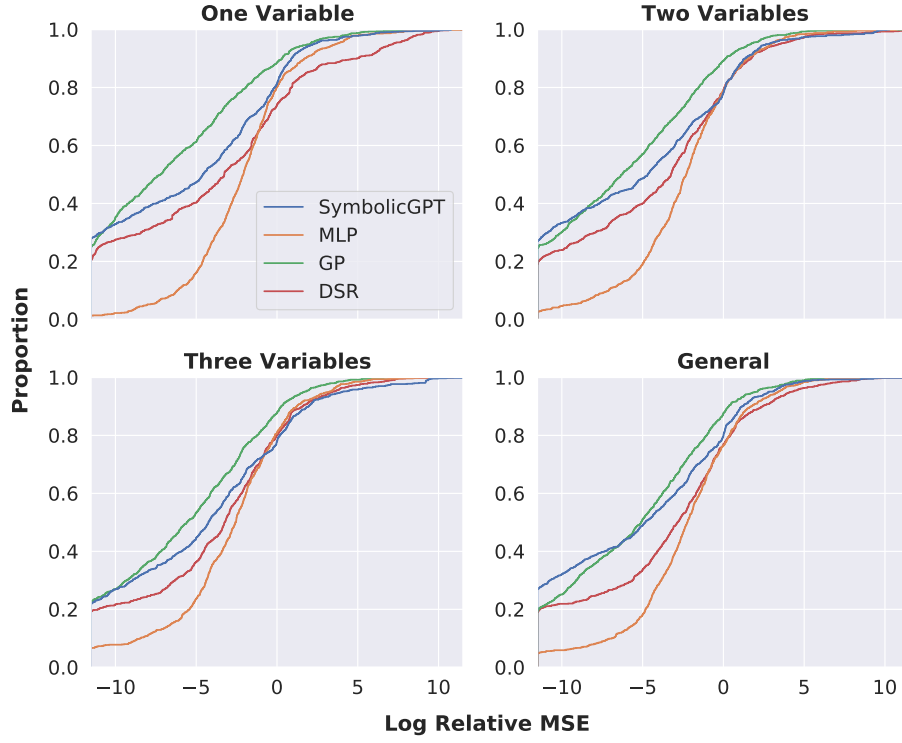 One Variable
Two Variables
1.0
0.8
0.6
0.4
0.2
0.0
SymbolicGPT
MLP
GP
DSR
1.0
0.8
0.6
0.4
0.2
0.0
Proportion
Three Variables
General
1.0
0.8
0.6
0.4
0.2
0.0
−10 −5 0 5 10
1.0
0.8
0.6
0.4
0.2
0.0
−10 −5 0 5 10
Log Relative MSE